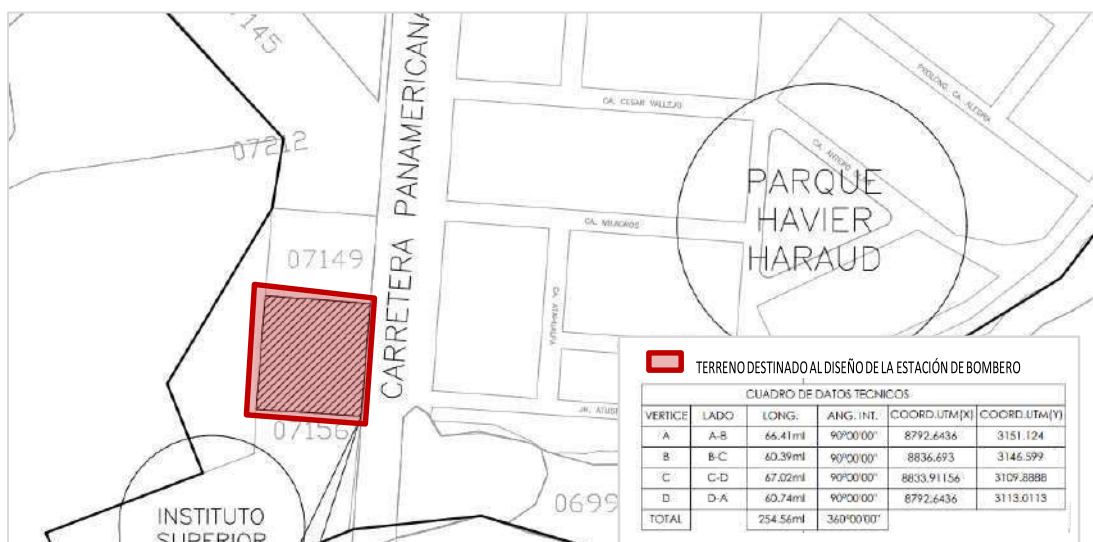 07145
07212
07149
07156
CARRETERA PANAMERICANA
CA. CESAR VALLEJO
PROLONG. CA. ALEGRIA
CA. ANTERO
PARQUE
HAVIER
HARAUD
CA. MILAGROS
CA. ATAHUALPA
0699
INSTITUTO
SUPERIOR
TERRENO DESTINADO AL DISEÑO DE LA ESTACIÓN DE BOMBERO
CUADRO DE DATOS TECNICOS
VERTICE LADO LONG. ANG. INT. COORD.UTM(X) COORD.UTM(Y)
A A-B 66.41ml 90°00'00" 8792.6436 3151.124
B B-C 60.39ml 90°00'00" 8836.693 3146.599
C C-D 67.02ml 90°00'00" 8833.91156 3109.8888
D D-A 60.74ml 90°00'00" 8792.6436 3113.0113
TOTAL 254.56ml 360°00'00"